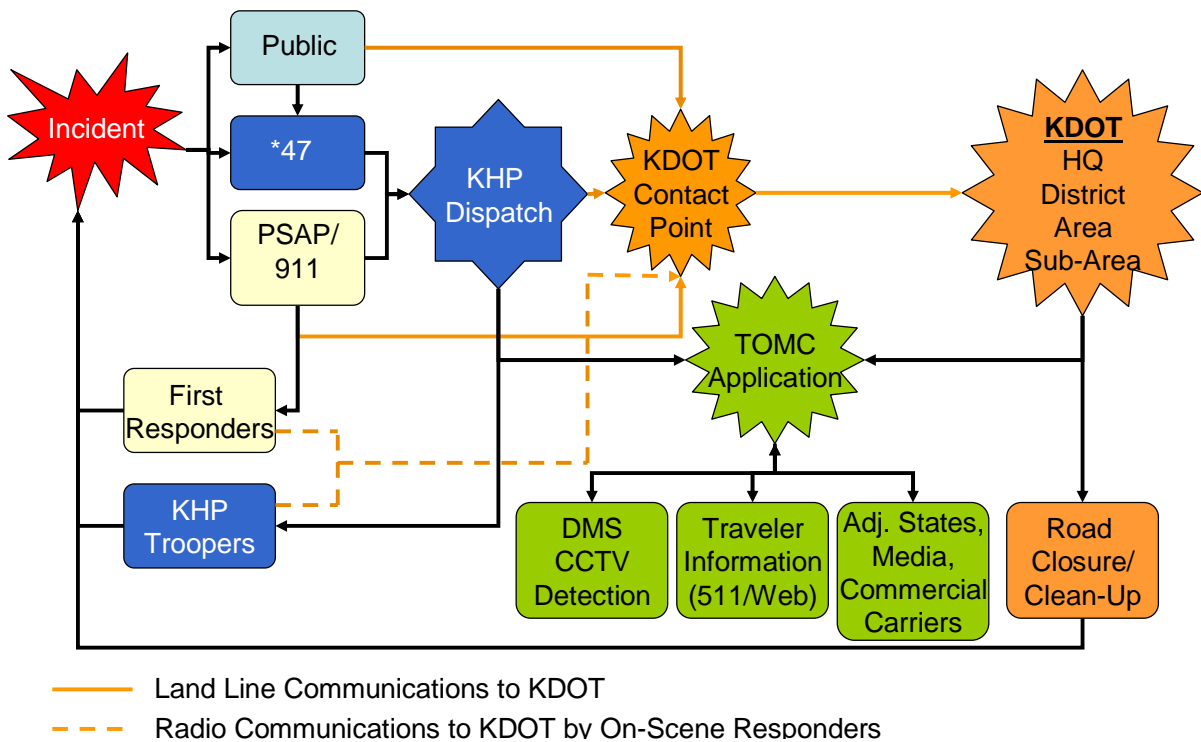 Public
Incident
*47
KHP
Dispatch
KDOT
Contact
Point
KDOT
HQ
District
Area
Sub-Area
PSAP/
911
TOMC
Application
First
Responders
KHP
Troopers
DMS
CCTV
Detection
Traveler
Information
(511/Web)
Adj. States,
Media,
Commercial
Carriers
Road
Closure/
Clean-Up
Land Line Communications to KDOT
Radio Communications to KDOT by On-Scene Responders